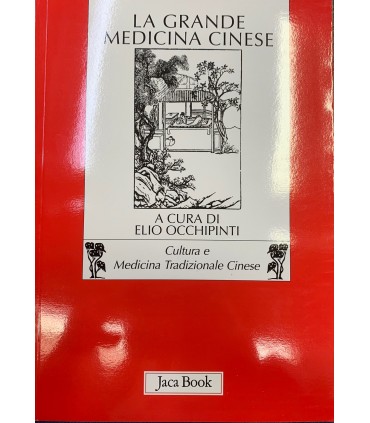 LA GRANDE
MEDICINA CINESE
A CURA DI
ELIO OCCHIPINTI
Cultura e
Medicina Tradizionale Cinese
Jaca Book